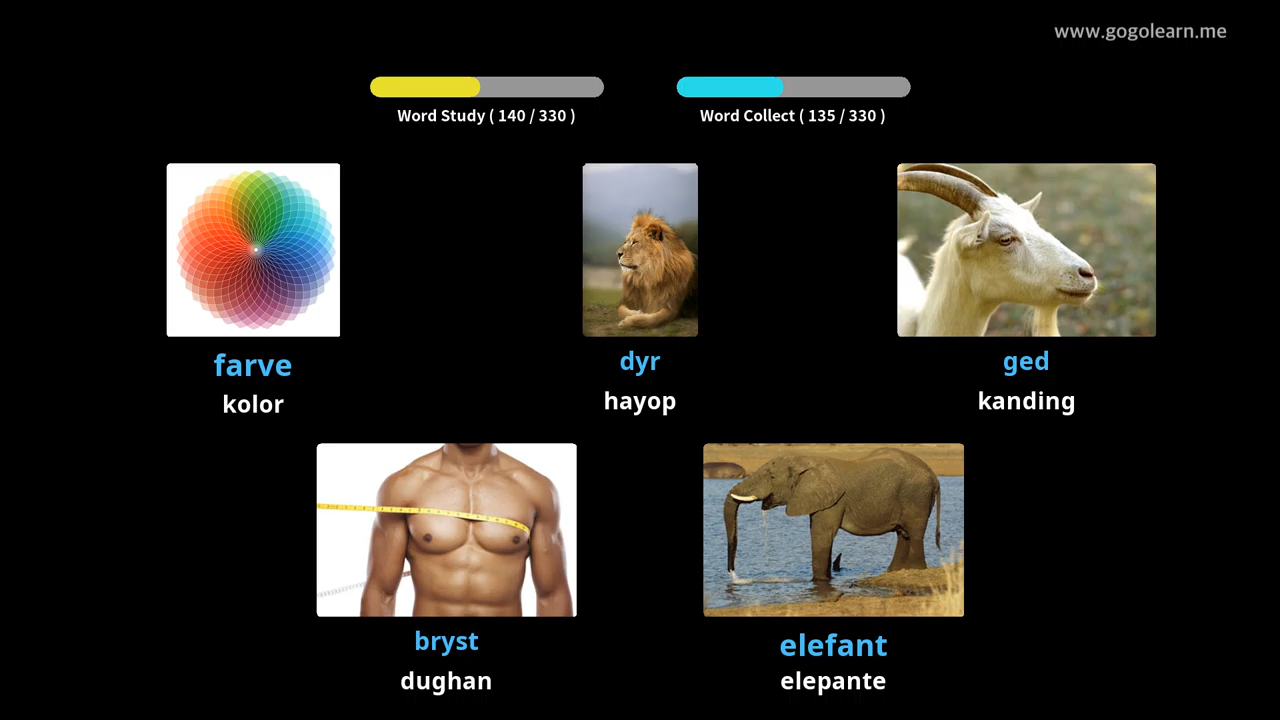 www.gogolearn.me
Word Study ( 140 / 330 )
Word Collect ( 135 / 330 )
farve
kolor
dyr
hayop
ged
kanding
bryst
dughan
elefant
elepante